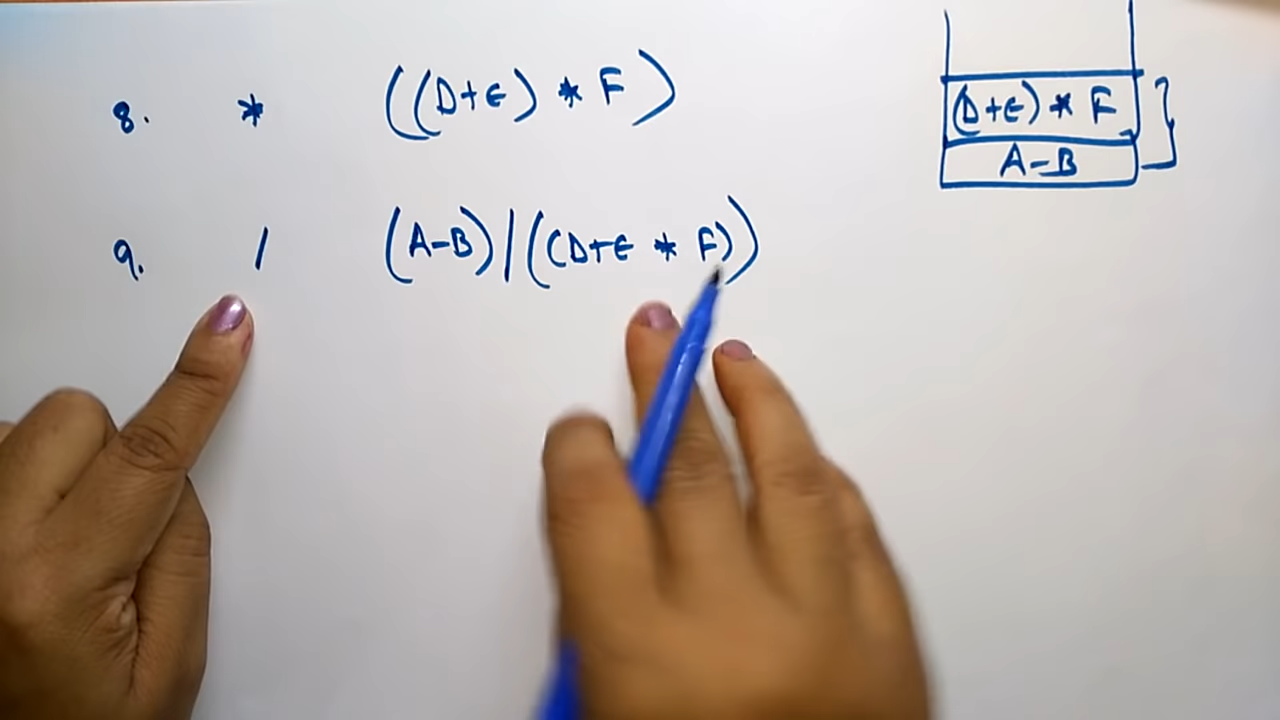 8. * ((D+E) * F)
(D+E) * F
A-B
9. / (A-B)/((D+E * F))